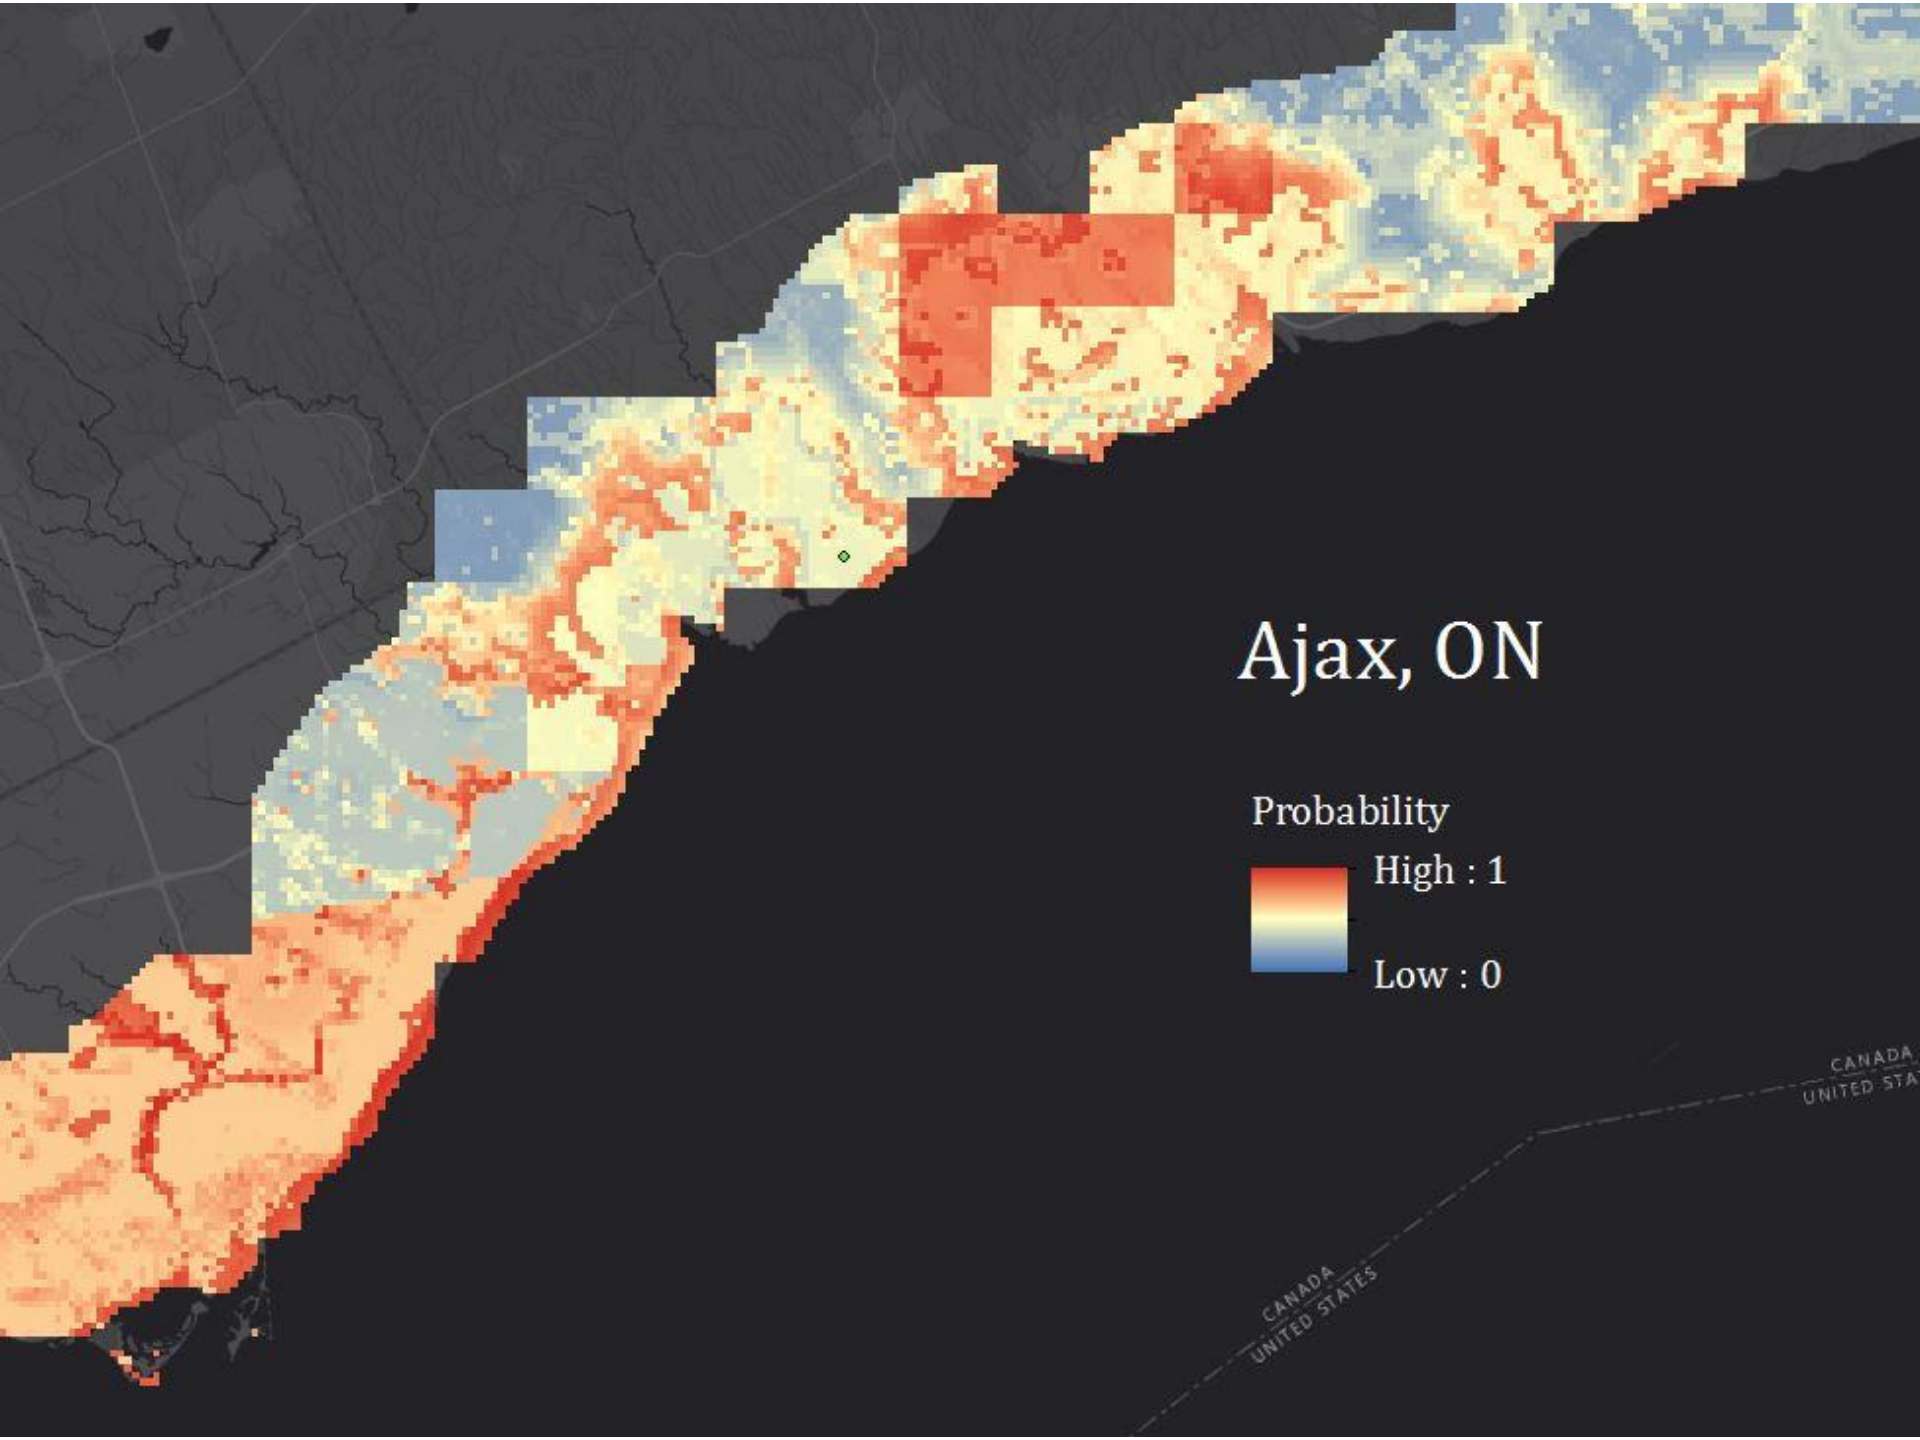 Ajax, ON
Probability
High : 1
Low : 0
CANADA
UNITED STA
CANADA
UNITED STATES